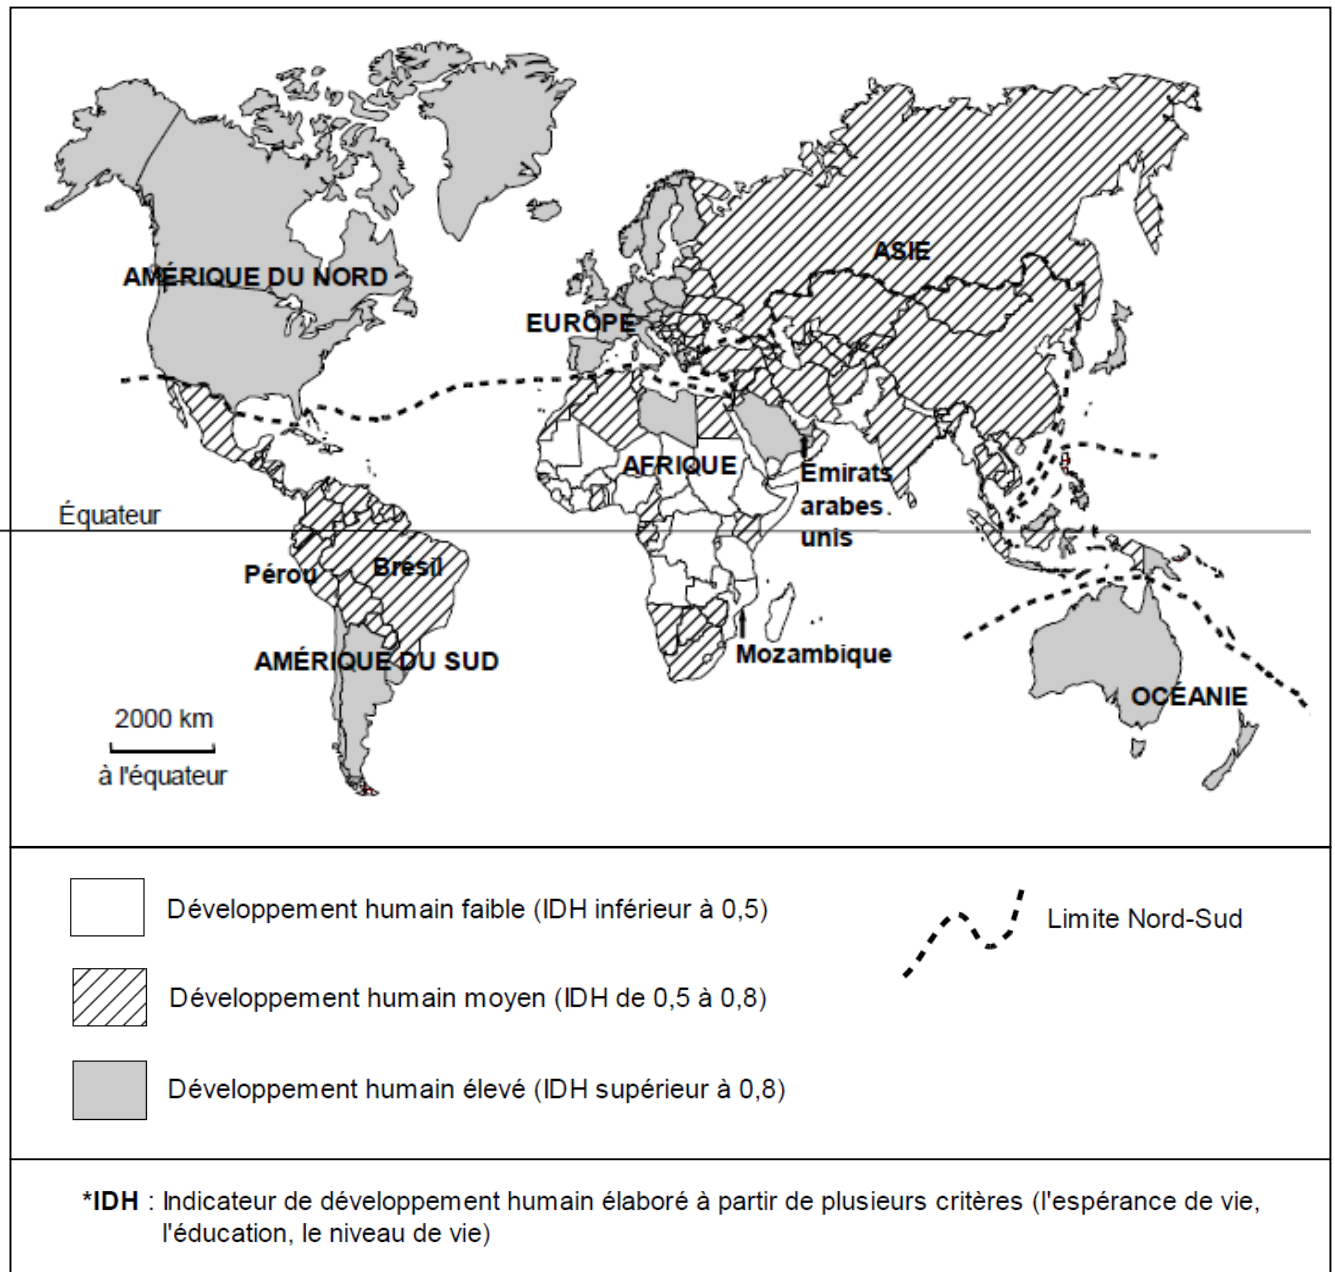 AMÉRIQUE DU NORD
ASIE
EUROPE
AFRIQUE
Émirats
arabes.
unis
Équateur
Pérou
Brésil
Mozambique
AMÉRIQUE DU SUD
OCÉANIE
2000 km
à l'équateur
Développement humain faible (IDH inférieur à 0,5)
Limite Nord-Sud
Développement humain moyen (IDH de 0,5 à 0,8)
Développement humain élevé (IDH supérieur à 0,8)
*IDH : Indicateur de développement humain élaboré à partir de plusieurs critères (l'espérance de vie,
l'éducation, le niveau de vie)